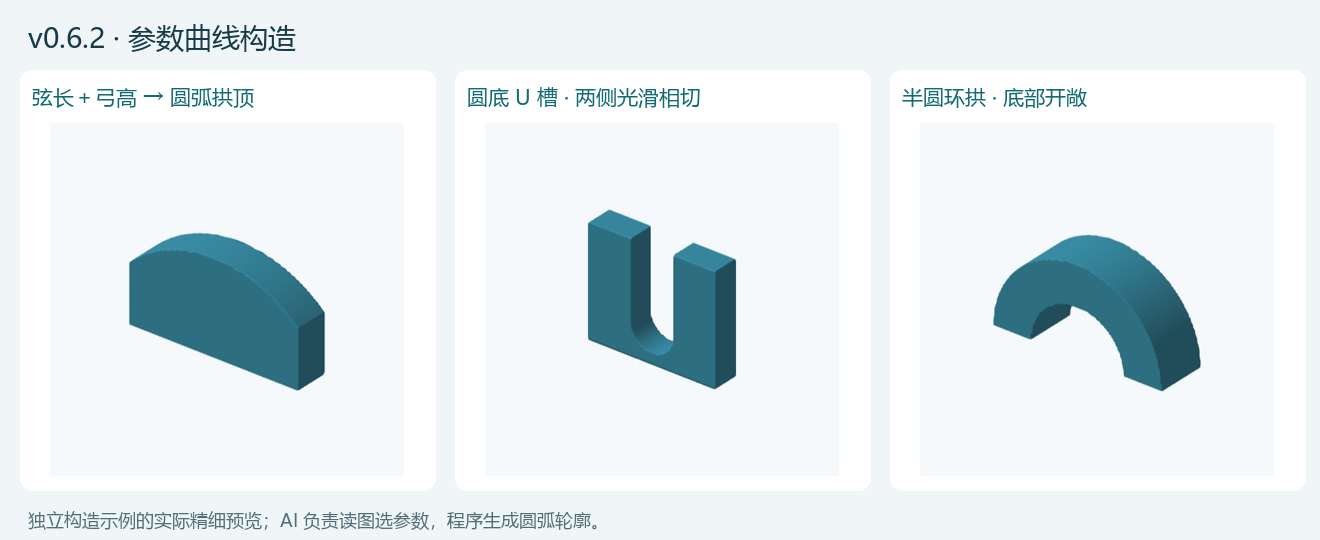 v0.6.2 · 参数曲线构造
弦长 + 弓高 → 圆弧拱顶
圆底 U 槽 · 两侧光滑相切
半圆环拱 · 底部开敞
独立构造示例的实际精细预览；AI 负责读图选参数，程序生成圆弧轮廓。